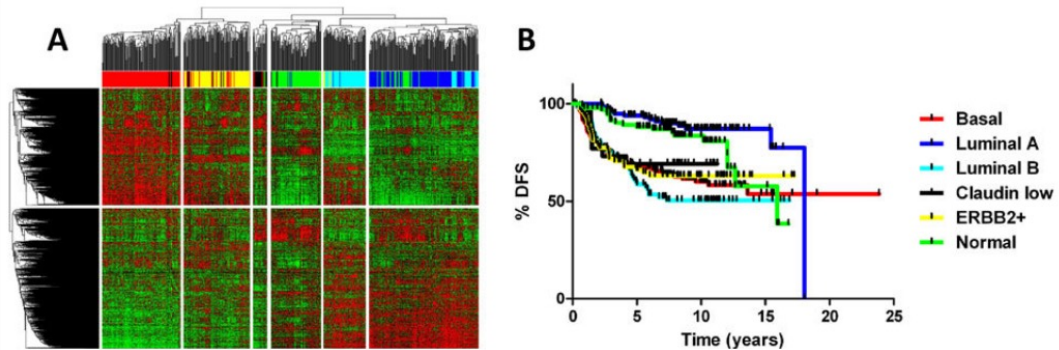 A
B
100
50
0
% DFS
0 5 10 15 20 25
Time (years)
Basal
Luminal A
Luminal B
Claudin low
ERBB2+
Normal